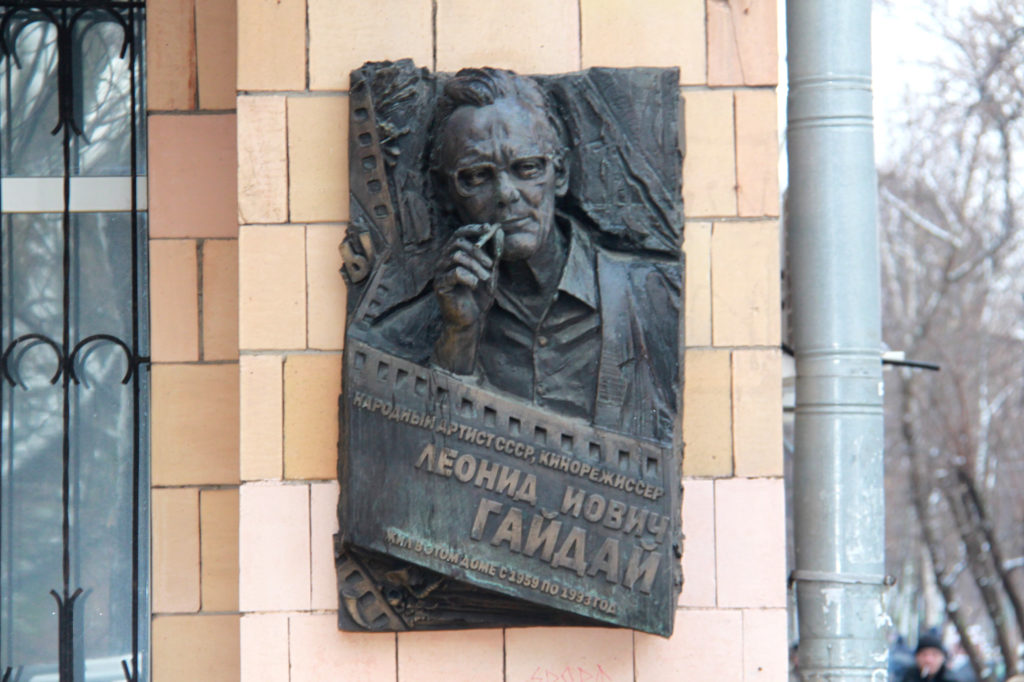 НАРОДНЫЙ АРТИСТ СССР, КИНОРЕЖИССЕР
ЛЕОНИД ИОВИЧ
ГАЙДАЙ
ЖИЛ В ЭТОМ ДОМЕ С 1959 ПО 1993 ГОД